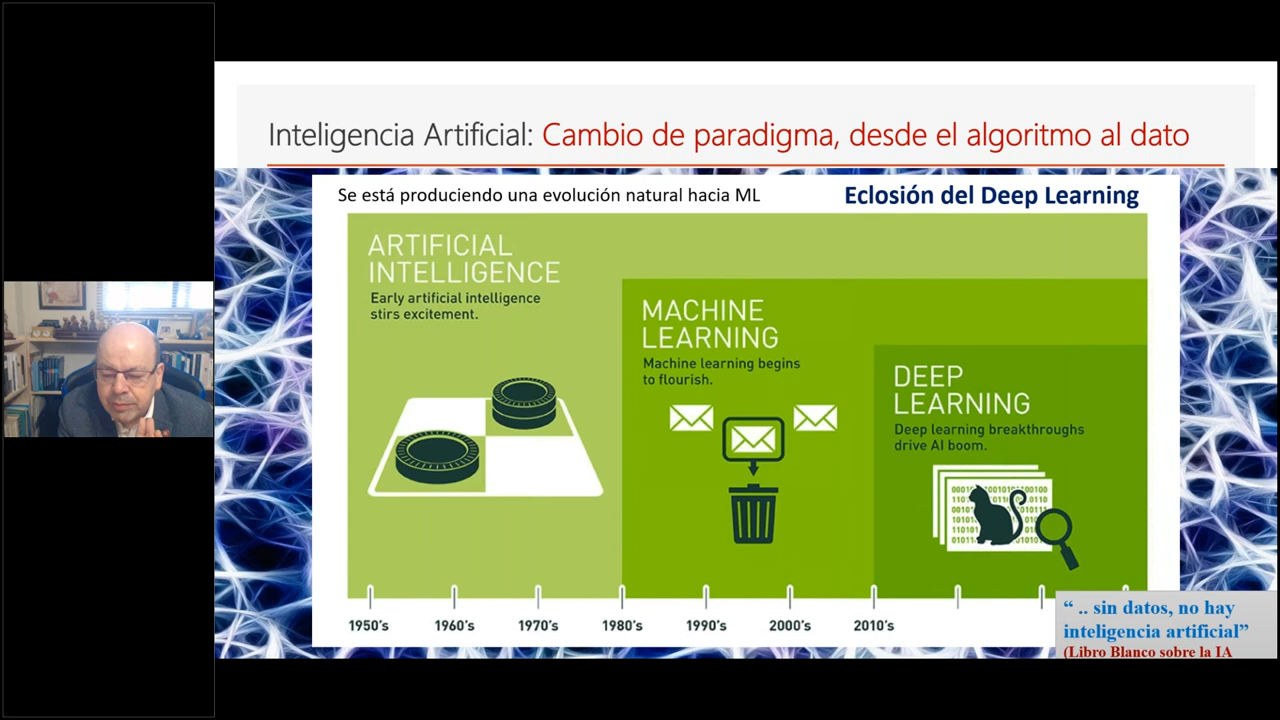 Inteligencia Artificial: Cambio de paradigma, desde el algoritmo al dato
Se está produciendo una evolución natural hacia ML
Eclosión del Deep Learning
ARTIFICIAL
INTELLIGENCE
Early artificial intelligence
stirs excitement.
MACHINE
LEARNING
Machine learning begins
to flourish.
DEEP
LEARNING
Deep learning breakthroughs
drive AI boom.
1950's
1960's
1970's
1980's
1990's
2000's
2010's
“ .. sin datos, no hay
inteligencia artificial”
(Libro Blanco sobre la IA